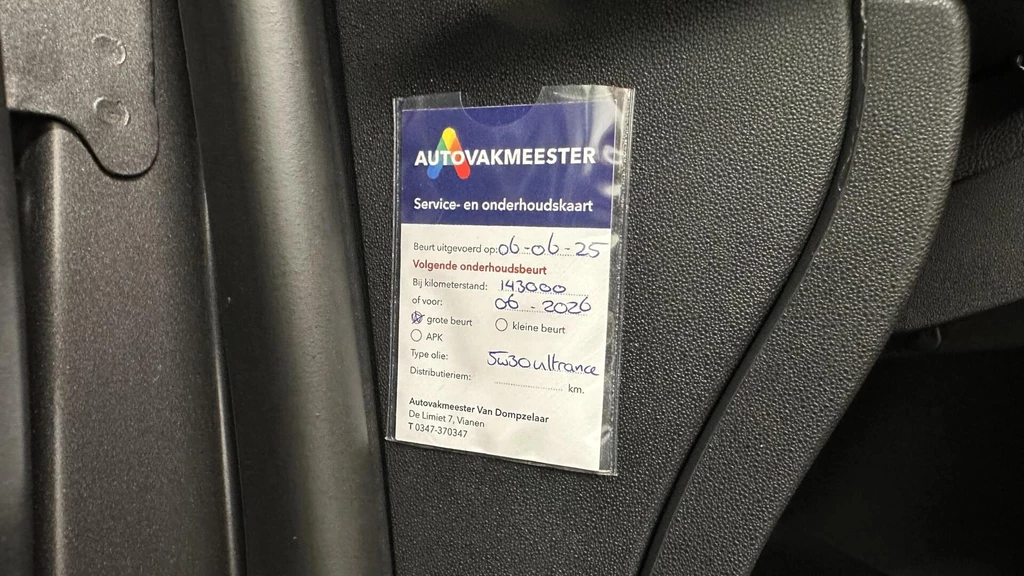 AUTOVAKMEESTER
Service- en onderhoudskaart
Beurt uitgevoerd op: 06-06-25
Volgende onderhoudsbeurt
Bij kilometerstand: 143000
of voor: 06-2026
grote beurt kleine beurt
APK
Type olie: 5w30 ultrance
Distributieriem: km.
Autovakmeester Van Dompzelaar
De Limiet 7, Vianen
T 0347-370347